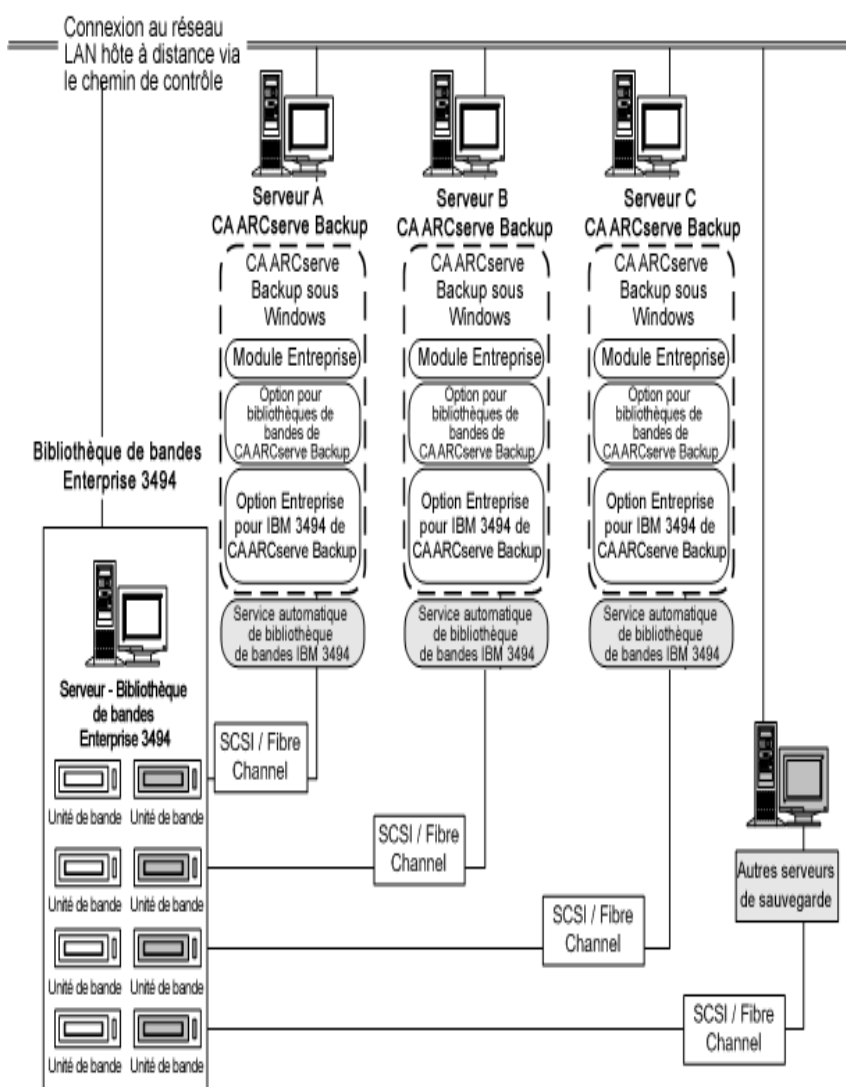 Connexion au réseau
LAN hôte à distance via
le chemin de contrôle
Serveur A
CA ARCserve Backup
CA ARCserve
Backup sous
Windows
Module Entreprise
Option pour
bibliothèques de
bandes de
CA ARCserve Backup
Option Entreprise
pour IBM 3494 de
CA ARCserve Backup
Service automatique
de bibliothèque
de bandes IBM 3494
Serveur B
CA ARCserve Backup
CA ARCserve
Backup sous
Windows
Module Entreprise
Option pour
bibliothèques de
bandes de
CA ARCserve Backup
Option Entreprise
pour IBM 3494 de
CA ARCserve Backup
Service automatique
de bibliothèque
de bandes IBM 3494
Serveur C
CA ARCserve Backup
CA ARCserve
Backup sous
Windows
Module Entreprise
Option pour
bibliothèques de
bandes de
CA ARCserve Backup
Option Entreprise
pour IBM 3494 de
CA ARCserve Backup
Service automatique
de bibliothèque
de bandes IBM 3494
Bibliothèque de bandes
Enterprise 3494
Serveur - Bibliothèque
de bandes
Enterprise 3494
Unité de bande Unité de bande
Unité de bande Unité de bande
Unité de bande Unité de bande
Unité de bande Unité de bande
SCSI / Fibre
Channel
SCSI / Fibre
Channel
SCSI / Fibre
Channel
SCSI / Fibre
Channel
Autres serveurs
de sauvegarde